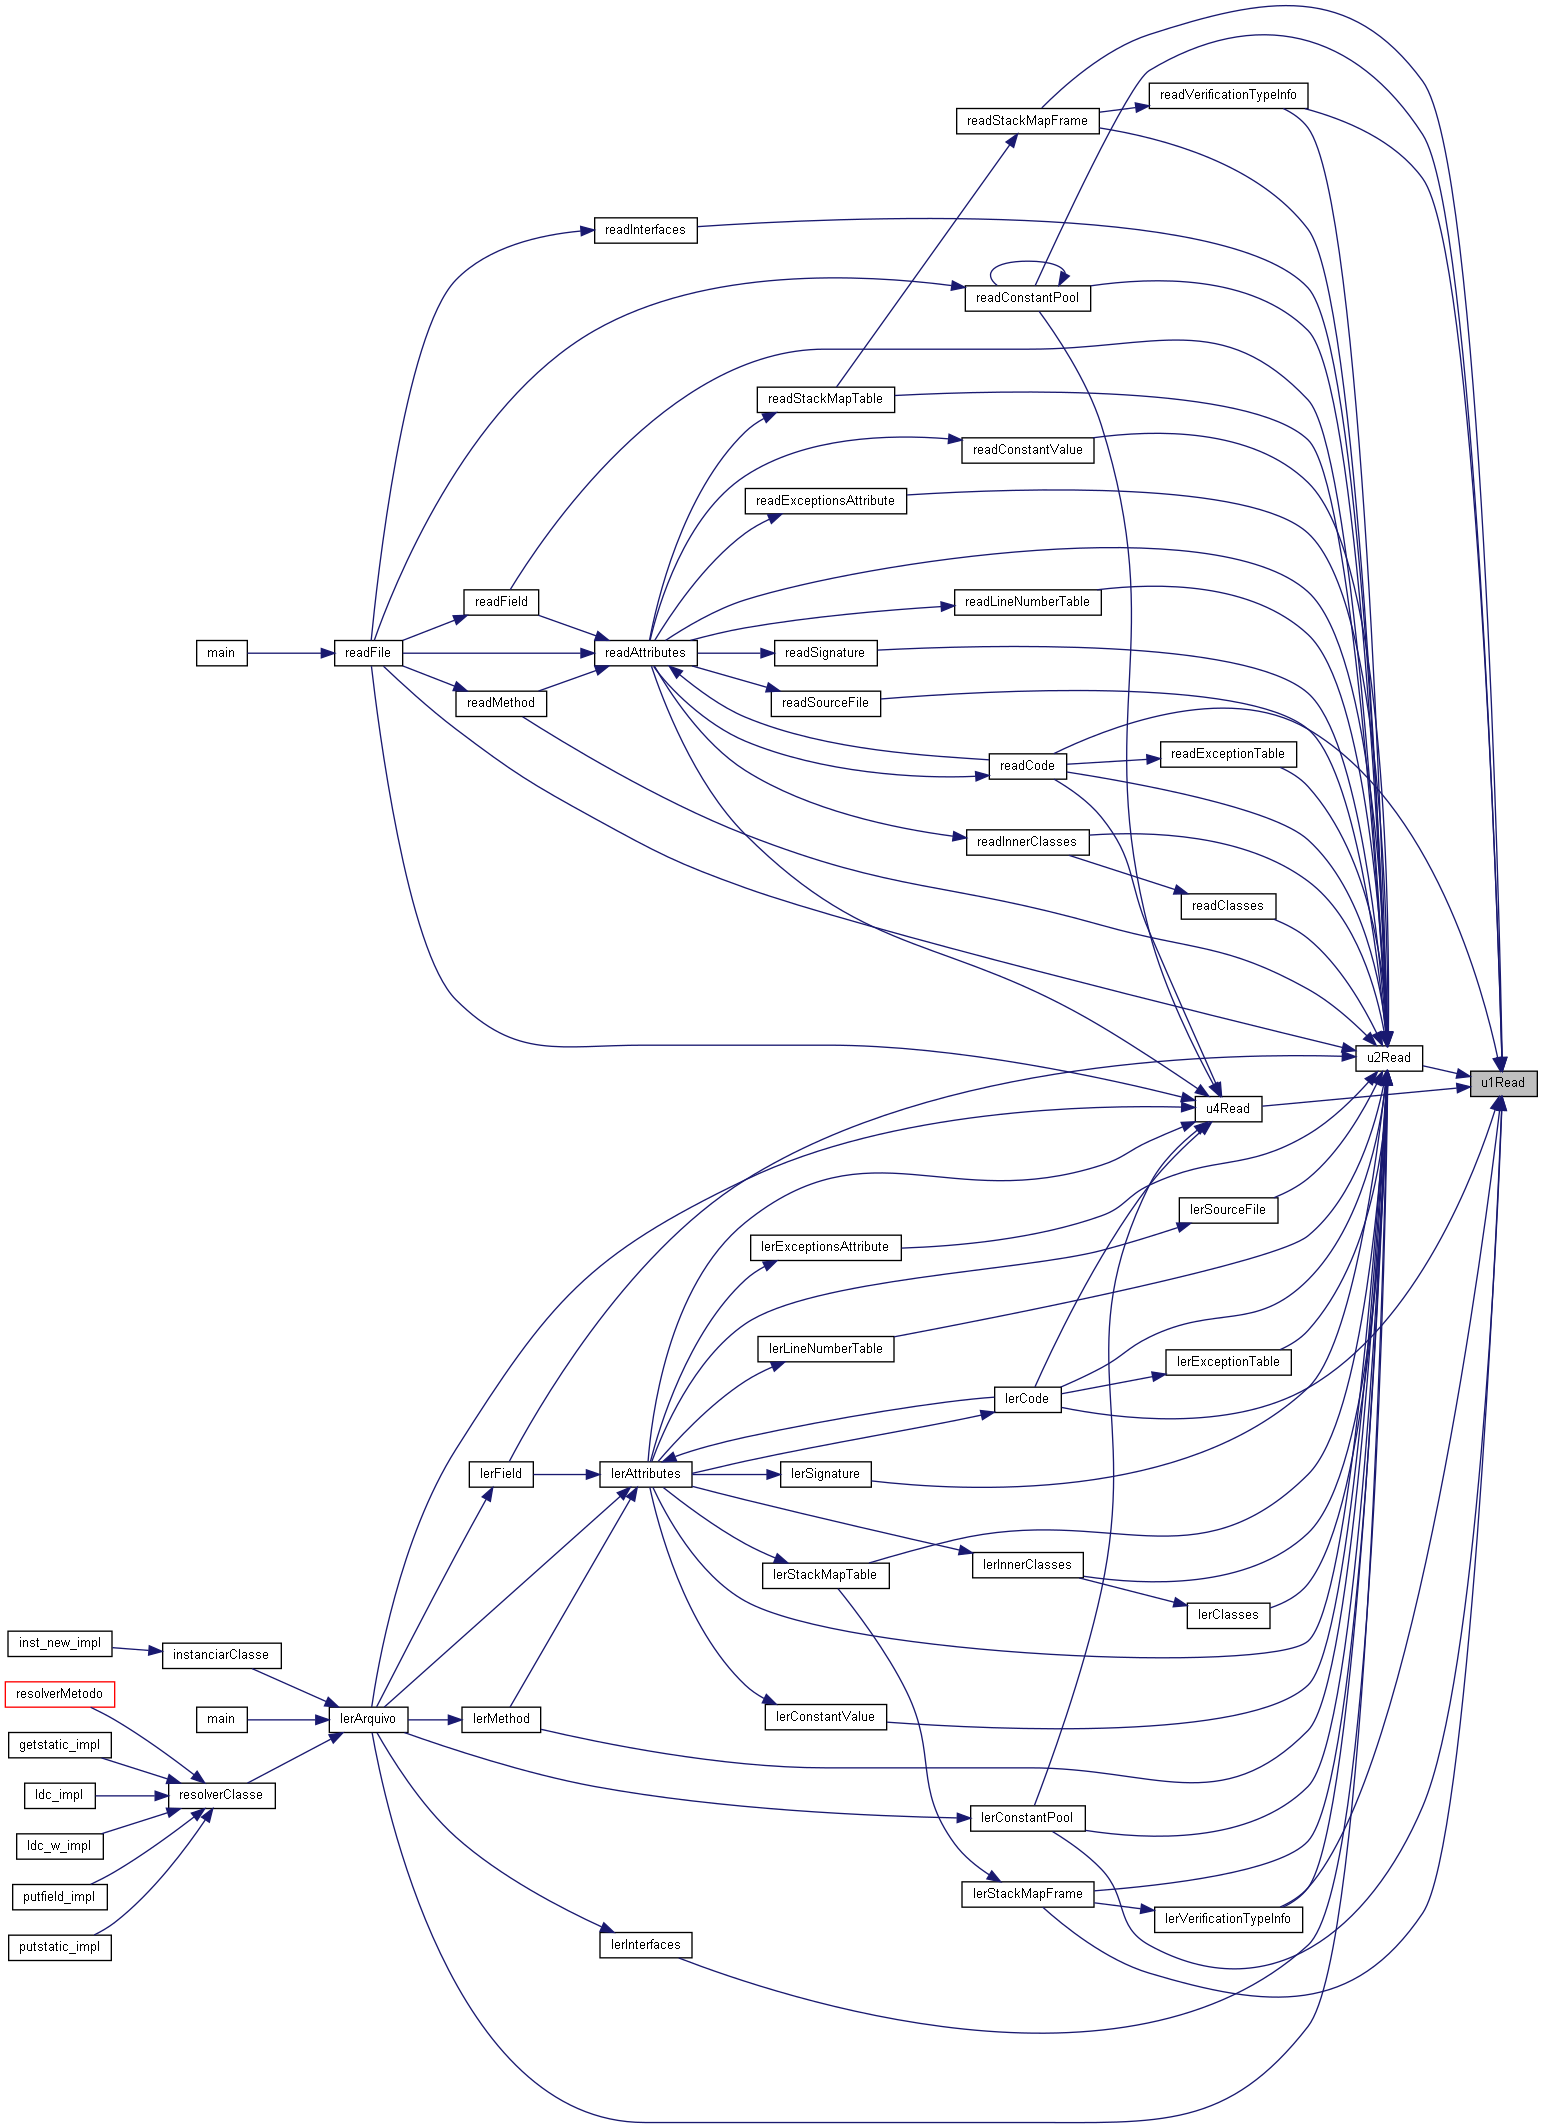 readVerificationTypeInfo
readStackMapFrame
readInterfaces
readConstantPool
readStackMapTable
readConstantValue
readExceptionsAttribute
readField
readLineNumberTable
main
readFile
readAttributes
readSignature
readMethod
readSourceFile
readExceptionTable
readCode
readInnerClasses
readClasses
u2Read
u1Read
u4Read
lerSourceFile
lerExceptionsAttribute
lerLineNumberTable
lerExceptionTable
lerCode
lerField
lerAttributes
lerSignature
lerInnerClasses
lerStackMapTable
lerClasses
inst_new_impl
instanciarClasse
resolverMetodo
main
lerArquivo
lerMethod
lerConstantValue
getstatic_impl
ldc_impl
resolverClasse
lerConstantPool
ldc_w_impl
putfield_impl
lerStackMapFrame
lerVerificationTypeInfo
putstatic_impl
lerInterfaces